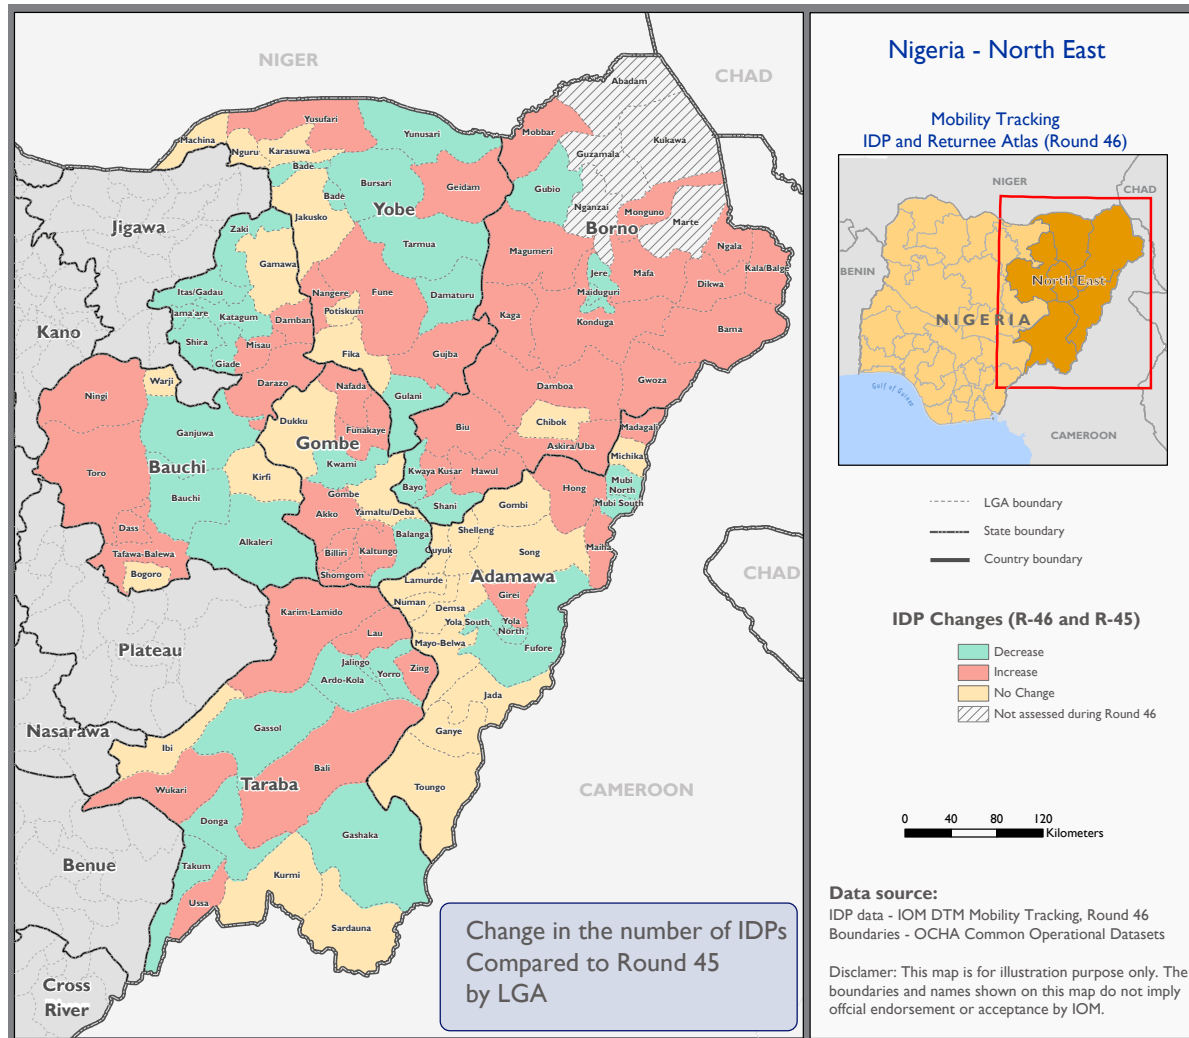 NIGER
CHAD
Abadam
Yusufari
Yunusari
Mobbar
Kukawa
Machina
Nguru
Karasuwa
Guzamala
Bade
Bursari
Geidam
Gubio
Bade
Yobe
Nganzai
Monguno
Jakusko
Marte
Borno
Jigawa
Zaki
Tarmua
Magumeri
Ngala
Gamawa
Jere
Mafa
Kala/Balge
Itas/Gadau
Nangere
Fune
Damaturu
Maiduguri
Dikwa
Jama'are
Katagum
Damban
Potiskum
Kaga
Konduga
Bama
Kano
Shira
Misau
Fika
Gujba
Giade
Warji
Darazo
Nafada
Damboa
Gwoza
Ningi
Gulani
Dukku
Chibok
Ganjuwa
Funakaye
Biu
Madagali
Gombe
Askira/Uba
Michika
Bauchi
Kwami
Toro
Kirfi
Kwaya Kusar
Hawul
Mubi
North
Bauchi
Gombe
Bayo
Hong
Mubi South
Shani
Gombi
Akko
Yamaltu/Deba
Dass
Shelleng
Balanga
Tafawa-Balewa
Alkaleri
Billiri
Kaltungo
Guyuk
Song
Maiha
Bogoro
Shomgom
Lamurde
Adamawa
CHAD
Girei
Karim-Lamido
Numan
Demsa
Yola South
Yola
North
Lau
Mayo-Belwa
Fufore
Plateau
Jalingo
Ardo-Kola
Yorro
Zing
Jada
Gassol
Ganye
Nasarawa
Ibi
Bali
Taraba
Toungo
CAMEROON
Wukari
Donga
Gashaka
Benue
Takum
Kurmi
Ussa
Sardauna
Cross
River
Change in the number of IDPs
Compared to Round 45
by LGA
Nigeria - North East
Mobility Tracking
IDP and Returnee Atlas (Round 46)
NIGER
CHAD
BENIN
North East
NIGERIA
Gulf of Guinea
CAMEROON
LGA boundary
State boundary
Country boundary
IDP Changes (R-46 and R-45)
Decrease
Increase
No Change
Not assessed during Round 46
0 40 80 120
Kilometers
Data source:
IDP data - IOM DTM Mobility Tracking, Round 46
Boundaries - OCHA Common Operational Datasets
Disclamer: This map is for illustration purpose only. The
boundaries and names shown on this map do not imply
offcial endorsement or acceptance by IOM.